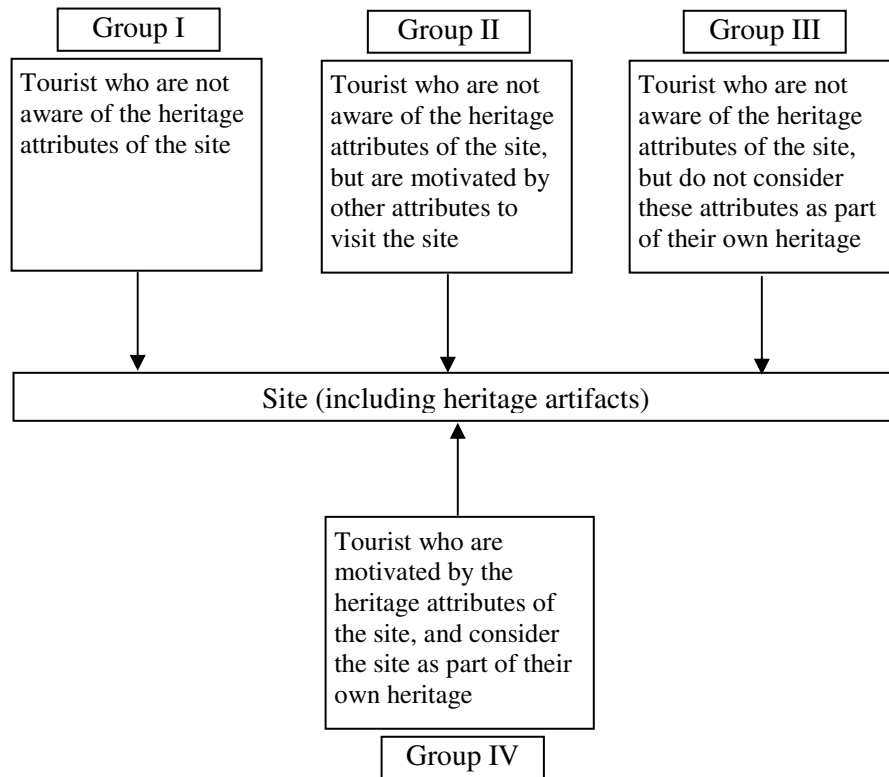 Group I
Tourist who are not
aware of the heritage
attributes of the site
Group II
Tourist who are not
aware of the heritage
attributes of the site,
but are motivated by
other attributes to
visit the site
Group III
Tourist who are not
aware of the heritage
attributes of the site,
but do not consider
these attributes as part
of their own heritage
Site (including heritage artifacts)
Tourist who are
motivated by the
heritage attributes of
the site, and consider
the site as part of their
own heritage
Group IV